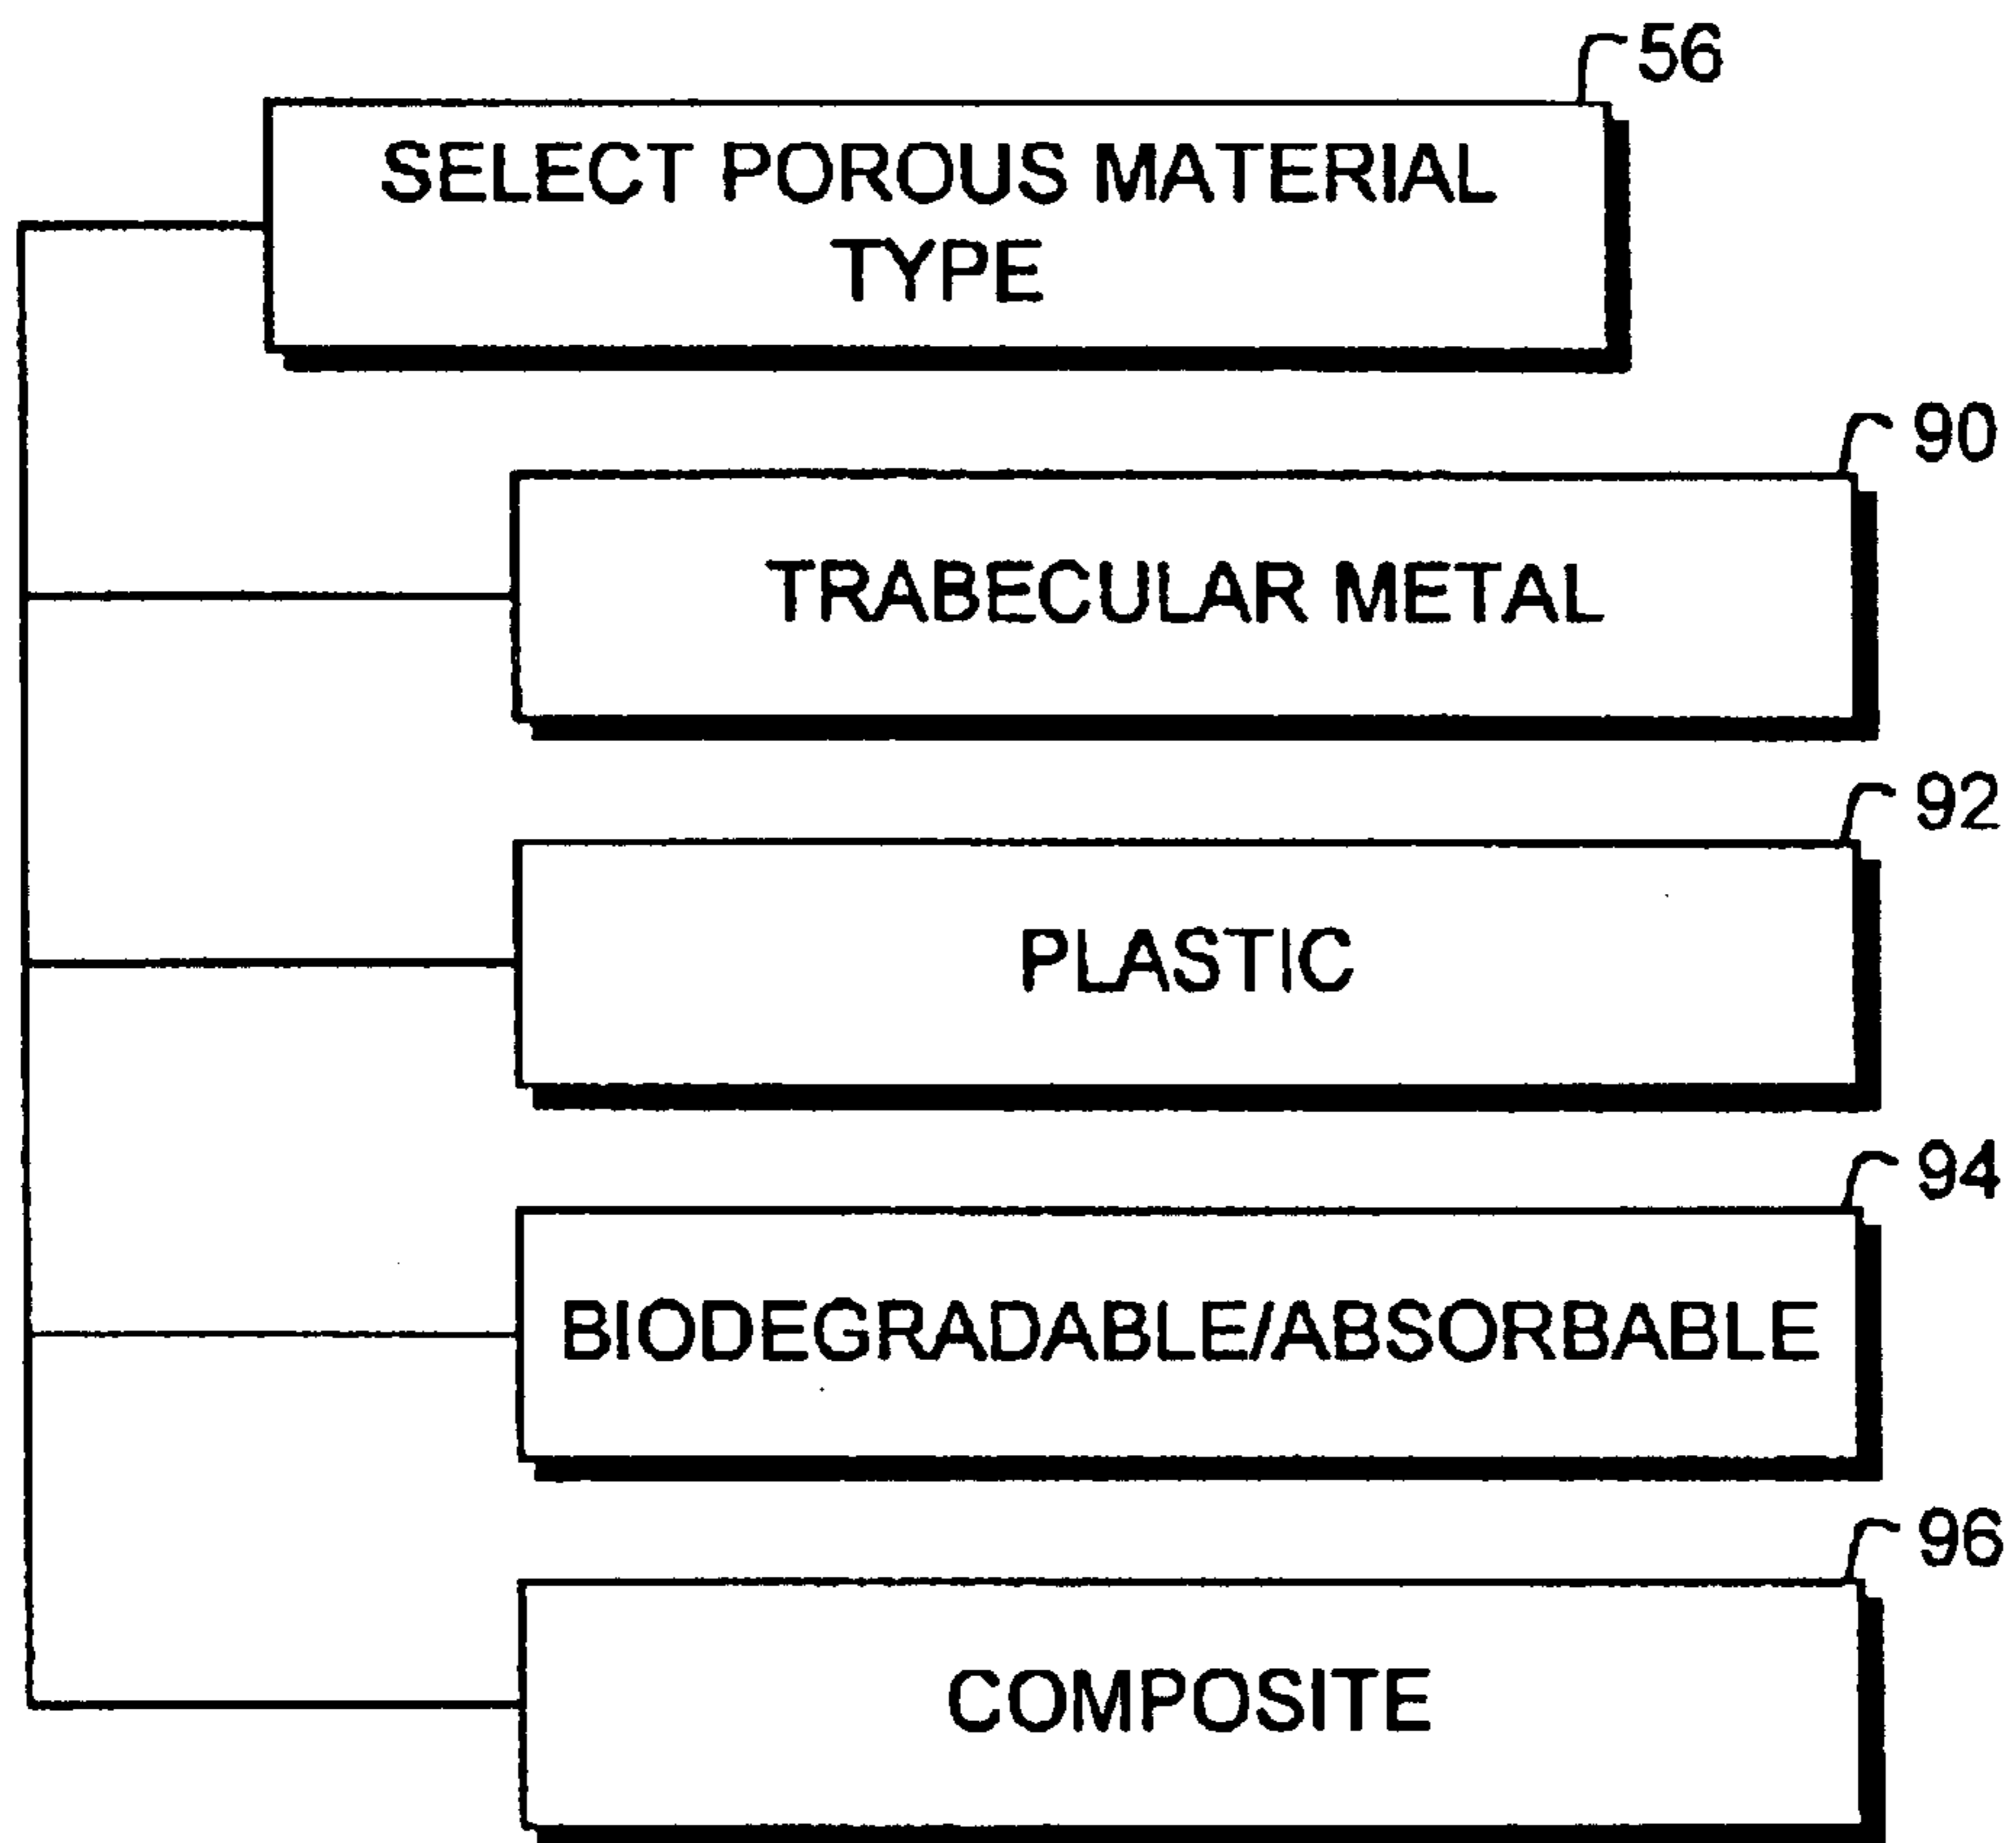 56
SELECT POROUS MATERIAL
TYPE
90
TRABECULAR METAL
92
PLASTIC
94
BIODEGRADABLE/ABSORBABLE
96
COMPOSITE